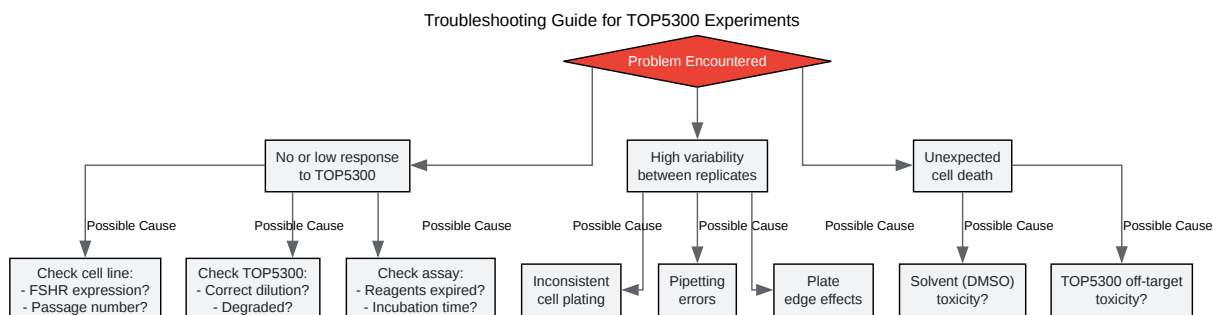 Troubleshooting Guide for TOP5300 Experiments
Problem Encountered
No or low response
to TOP5300
High variability
between replicates
Unexpected
cell death
Possible Cause
Possible Cause
Possible Cause
Possible Cause
Possible Cause
Possible Cause
Possible Cause
Possible Cause
Check cell line:
- FSHR expression?
- Passage number?
Check TOP5300:
- Correct dilution?
- Degraded?
Check assay:
- Reagents expired?
- Incubation time?
Inconsistent
cell plating
Pipetting
errors
Plate
edge effects
Solvent (DMSO)
toxicity?
TOP5300 off-target
toxicity?